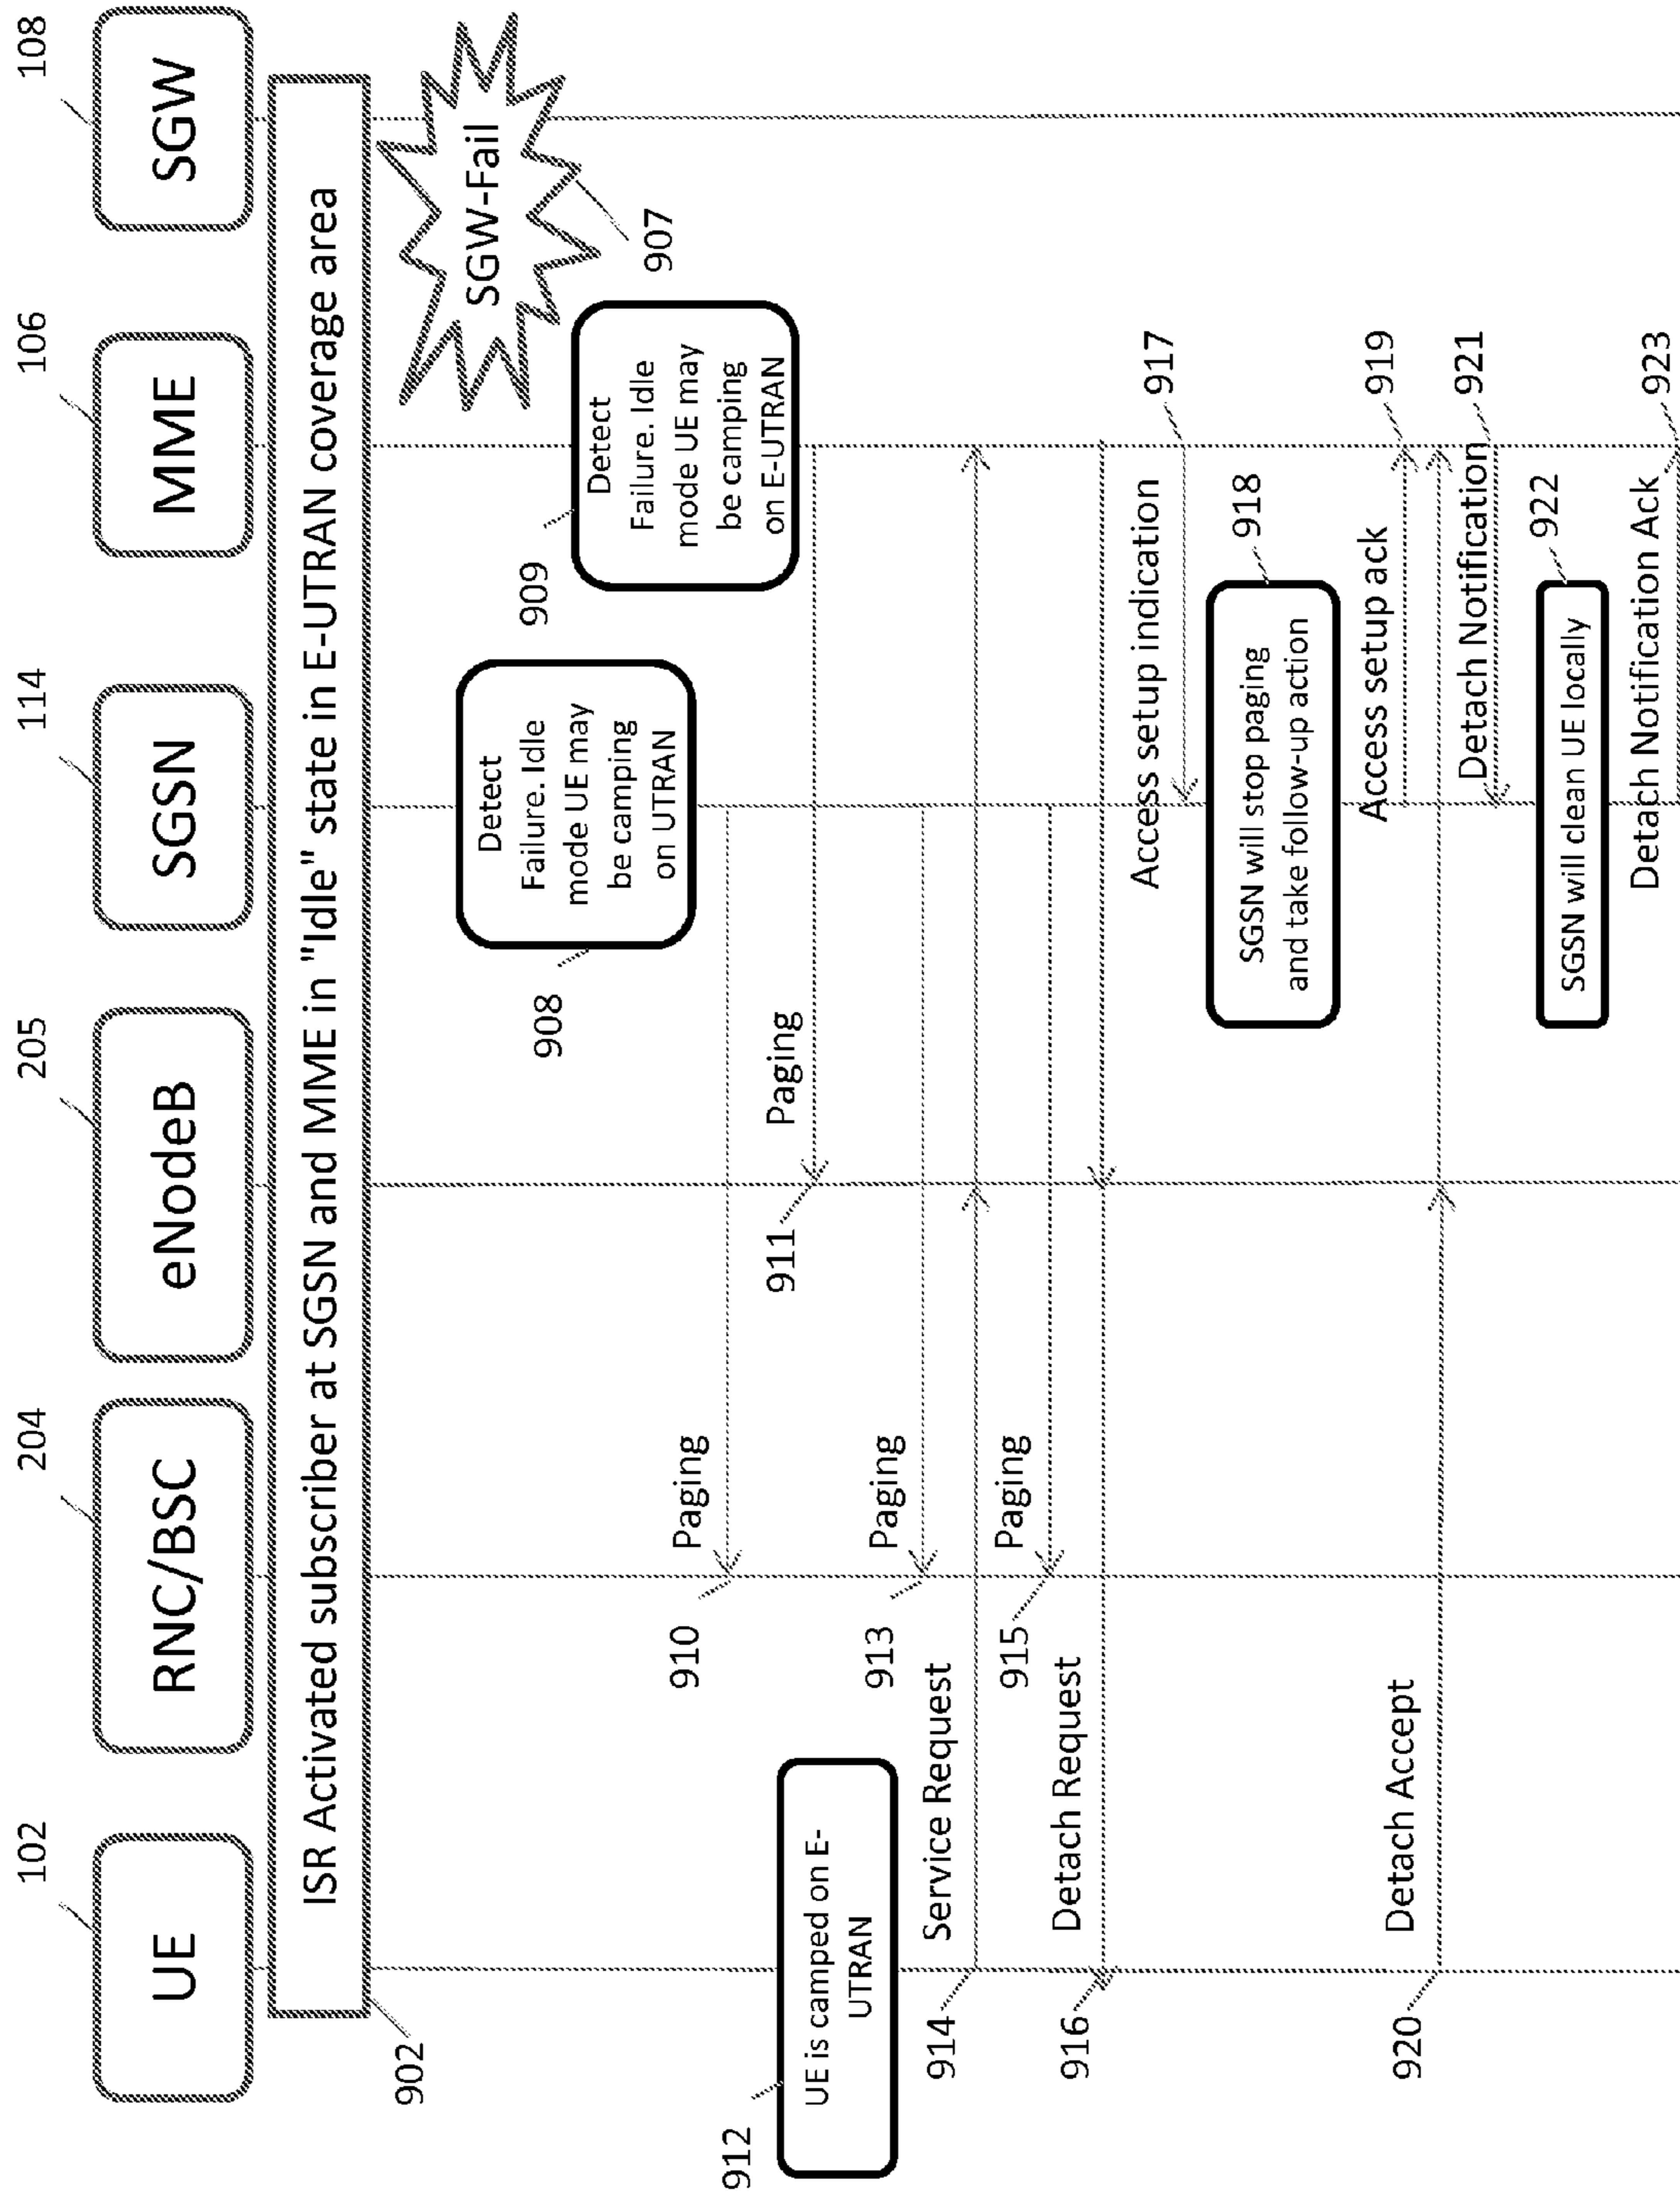 102
204
205
114
106
108
UE
RNC/BSC
eNodeB
SGSN
MME
SGW
ISR Activated subscriber at SGSN and MME in "Idle" state in E-UTRAN coverage area
902
SGW-Fail
907
908
Detect
Failure. Idle
mode UE may
be camping
on UTRAN
909
Detect
Failure. Idle
mode UE may
be camping
on E-UTRAN
910
Paging
911
Paging
912
UE is camped on E-
UTRAN
913
Paging
914
Service Request
915
Paging
916
Detach Request
Access setup indication
917
SGSN will stop paging
and take follow-up action
918
Access setup ack
919
920
Detach Accept
Detach Notification
921
SGSN will clean UE locally
922
Detach Notification Ack
923